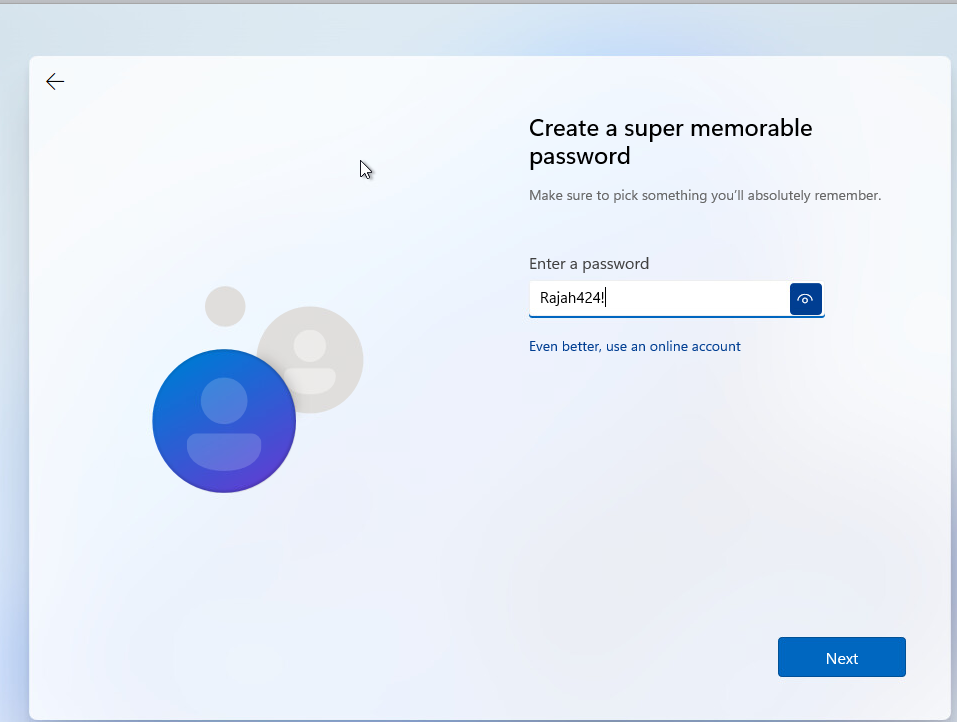 Create a super memorable
password
Make sure to pick something you'll absolutely remember.
Enter a password
Rajah424!
Even better, use an online account
Next